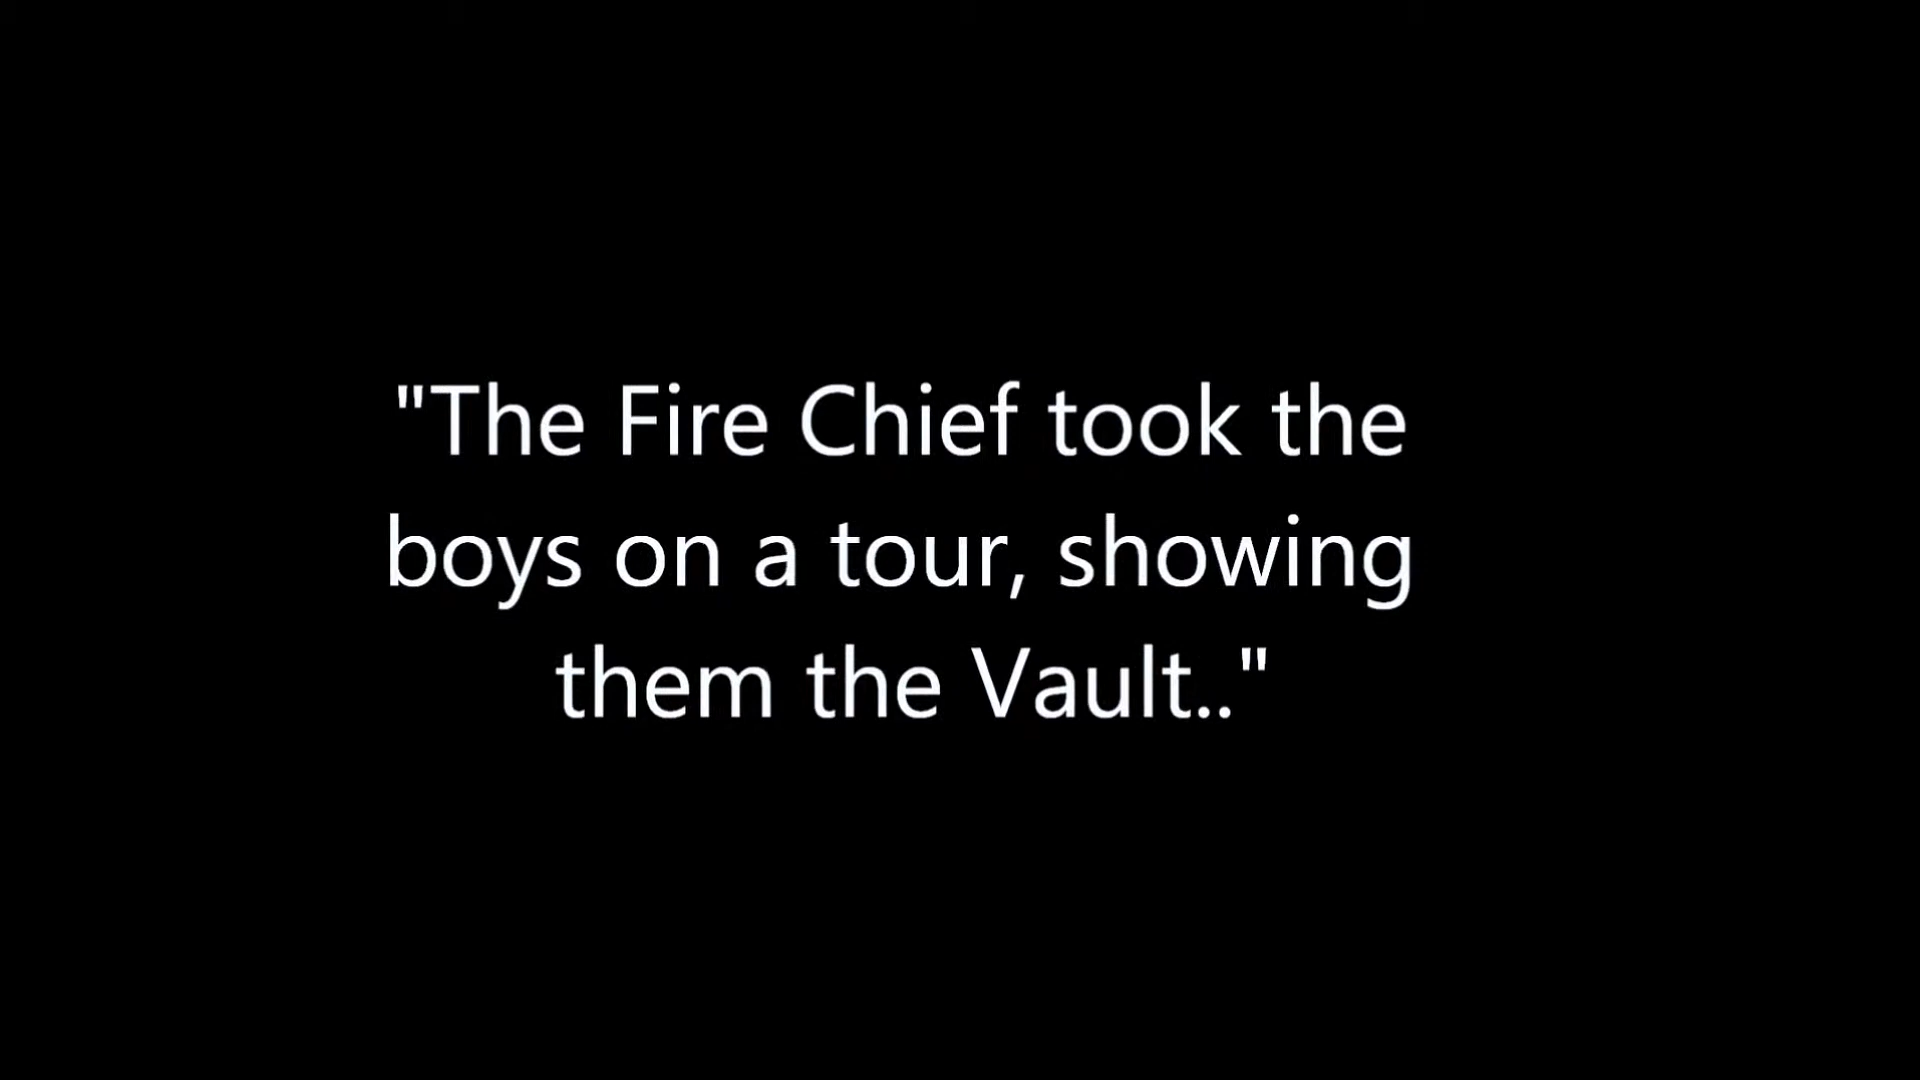 "The Fire Chief took the
boys on a tour, showing
them the Vault.."